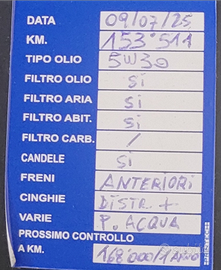 DATA 09/07/25
KM. 153.511
TIPO OLIO 5W30
FILTRO OLIO si
FILTRO ARIA si
FILTRO ABIT. si
FILTRO CARB. /
CANDELE si
FRENI ANTERIORI
CINGHIE DISTR +
VARIE P. ACQUA
PROSSIMO CONTROLLO
A KM. 168.000/1 ANNO